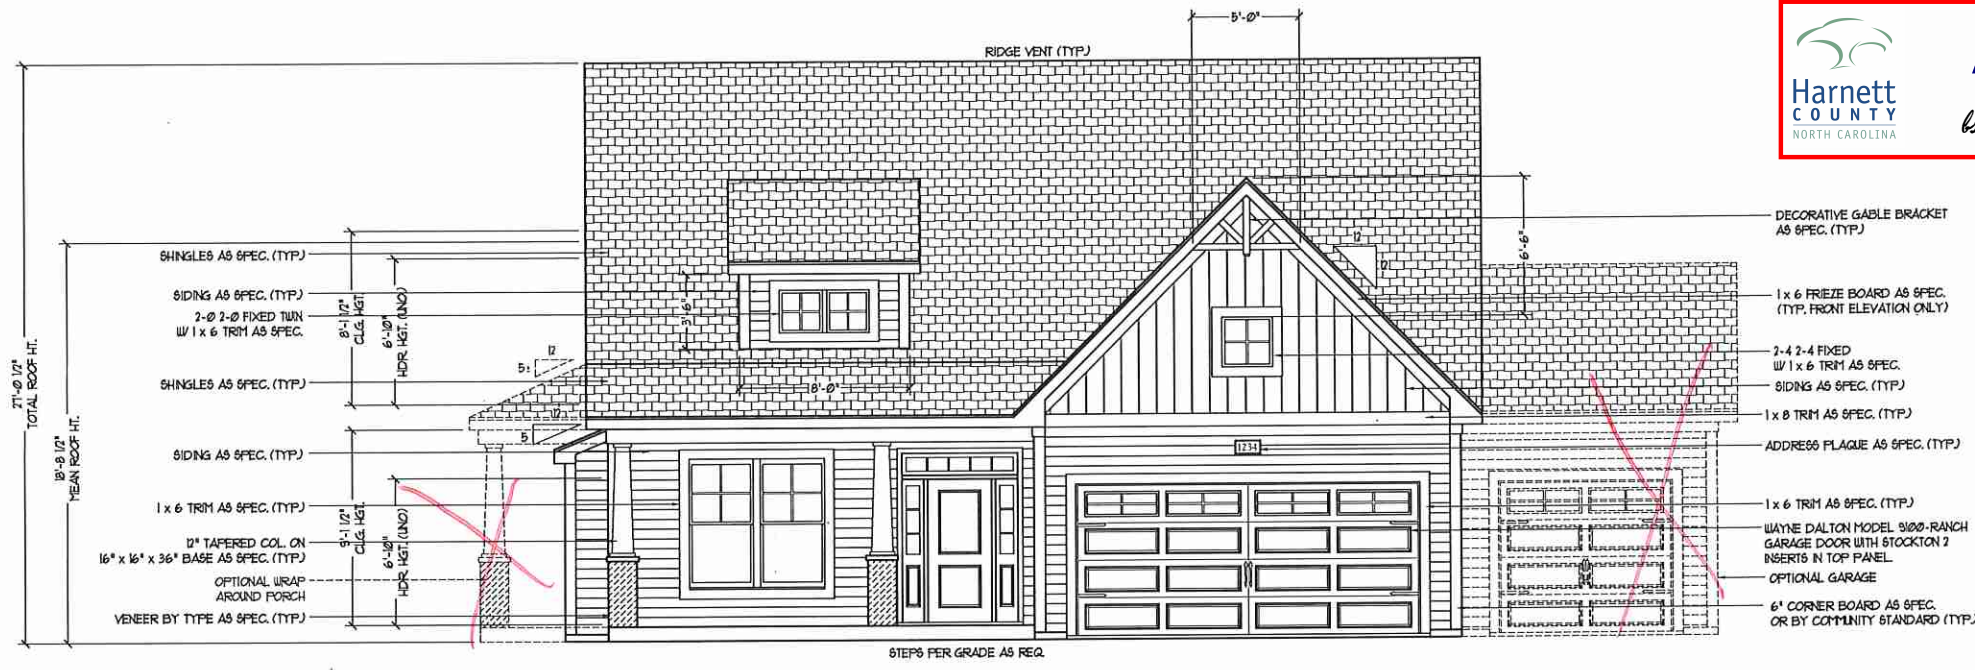 5'-0"
RIDGE VENT (TYP.)
Harnett
COUNTY
NORTH CAROLINA
27'-0 1/2"
TOTAL ROOF HT.
18'-8 1/2"
MEAN ROOF HT.
SHINGLES AS SPEC. (TYP.)
SIDING AS SPEC. (TYP.)
2-0 2-0 FIXED TWIN
W/ 1 x 6 TRIM AS SPEC.
SHINGLES AS SPEC. (TYP.)
8'-1 1/2"
CLG. HGT.
6'-10"
HDR. HGT. (UNO)
3'-6"
8'-0"
12
5:
12
5
SIDING AS SPEC. (TYP.)
1 x 6 TRIM AS SPEC. (TYP.)
12" TAPERED COL. ON
16" x 16" x 36" BASE AS SPEC. (TYP.)
OPTIONAL WRAP
AROUND PORCH
VENEER BY TYPE AS SPEC. (TYP.)
9'-1 1/2"
CLG. HGT.
6'-10"
HDR. HGT. (UNO)
1234
12
12
6'-6"
DECORATIVE GABLE BRACKET
AS SPEC. (TYP.)
1 x 6 FRIEZE BOARD AS SPEC.
(TYP. FRONT ELEVATION ONLY)
2-4 2-4 FIXED
W/ 1 x 6 TRIM AS SPEC.
SIDING AS SPEC. (TYP.)
1 x 8 TRIM AS SPEC. (TYP.)
ADDRESS PLAQUE AS SPEC. (TYP.)
1 x 6 TRIM AS SPEC. (TYP.)
WAYNE DALTON MODEL 9100-RANCH
GARAGE DOOR WITH STOCKTON 2
INSERTS IN TOP PANEL
OPTIONAL GARAGE
6" CORNER BOARD AS SPEC.
OR BY COMMUNITY STANDARD (TYP.)
STEPS PER GRADE AS REQ.